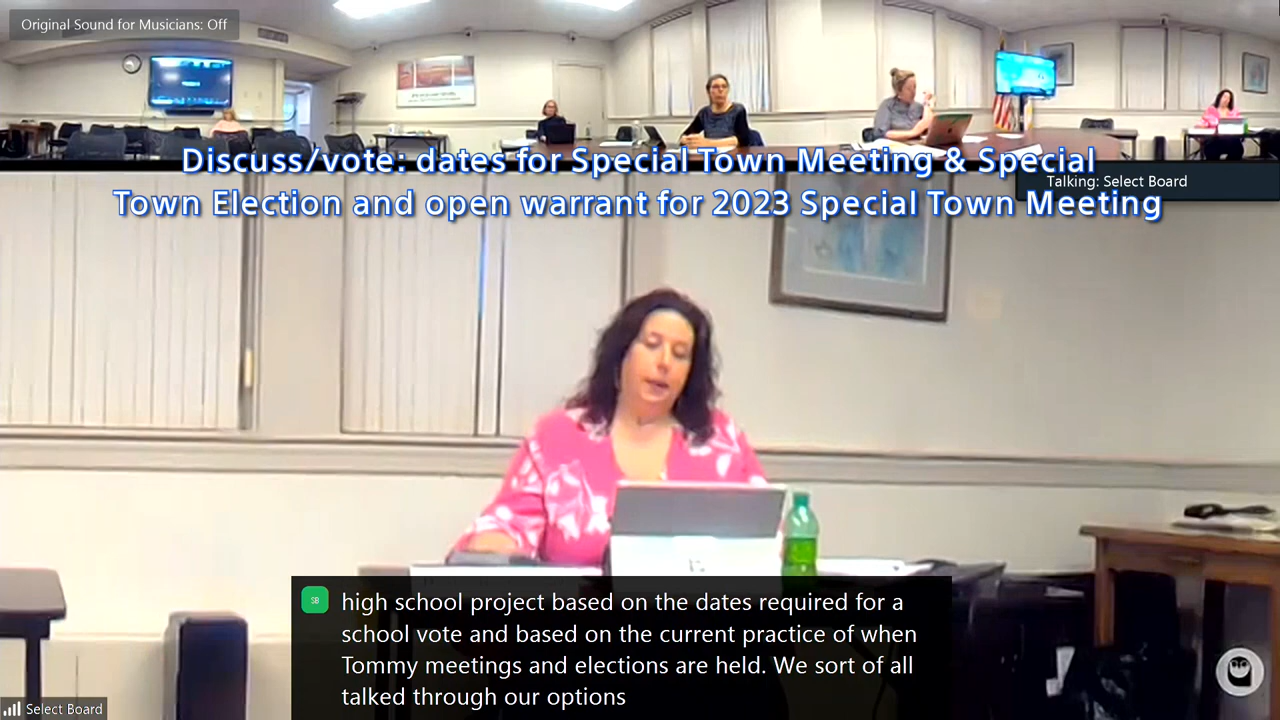 Original Sound for Musicians: Off
Discuss/vote: dates for Special Town Meeting & Special
Talking: Select Board
Town Election and open warrant for 2023 Special Town Meeting
SB
high school project based on the dates required for a
school vote and based on the current practice of when
Tommy meetings and elections are held. We sort of all
talked through our options
Select Board